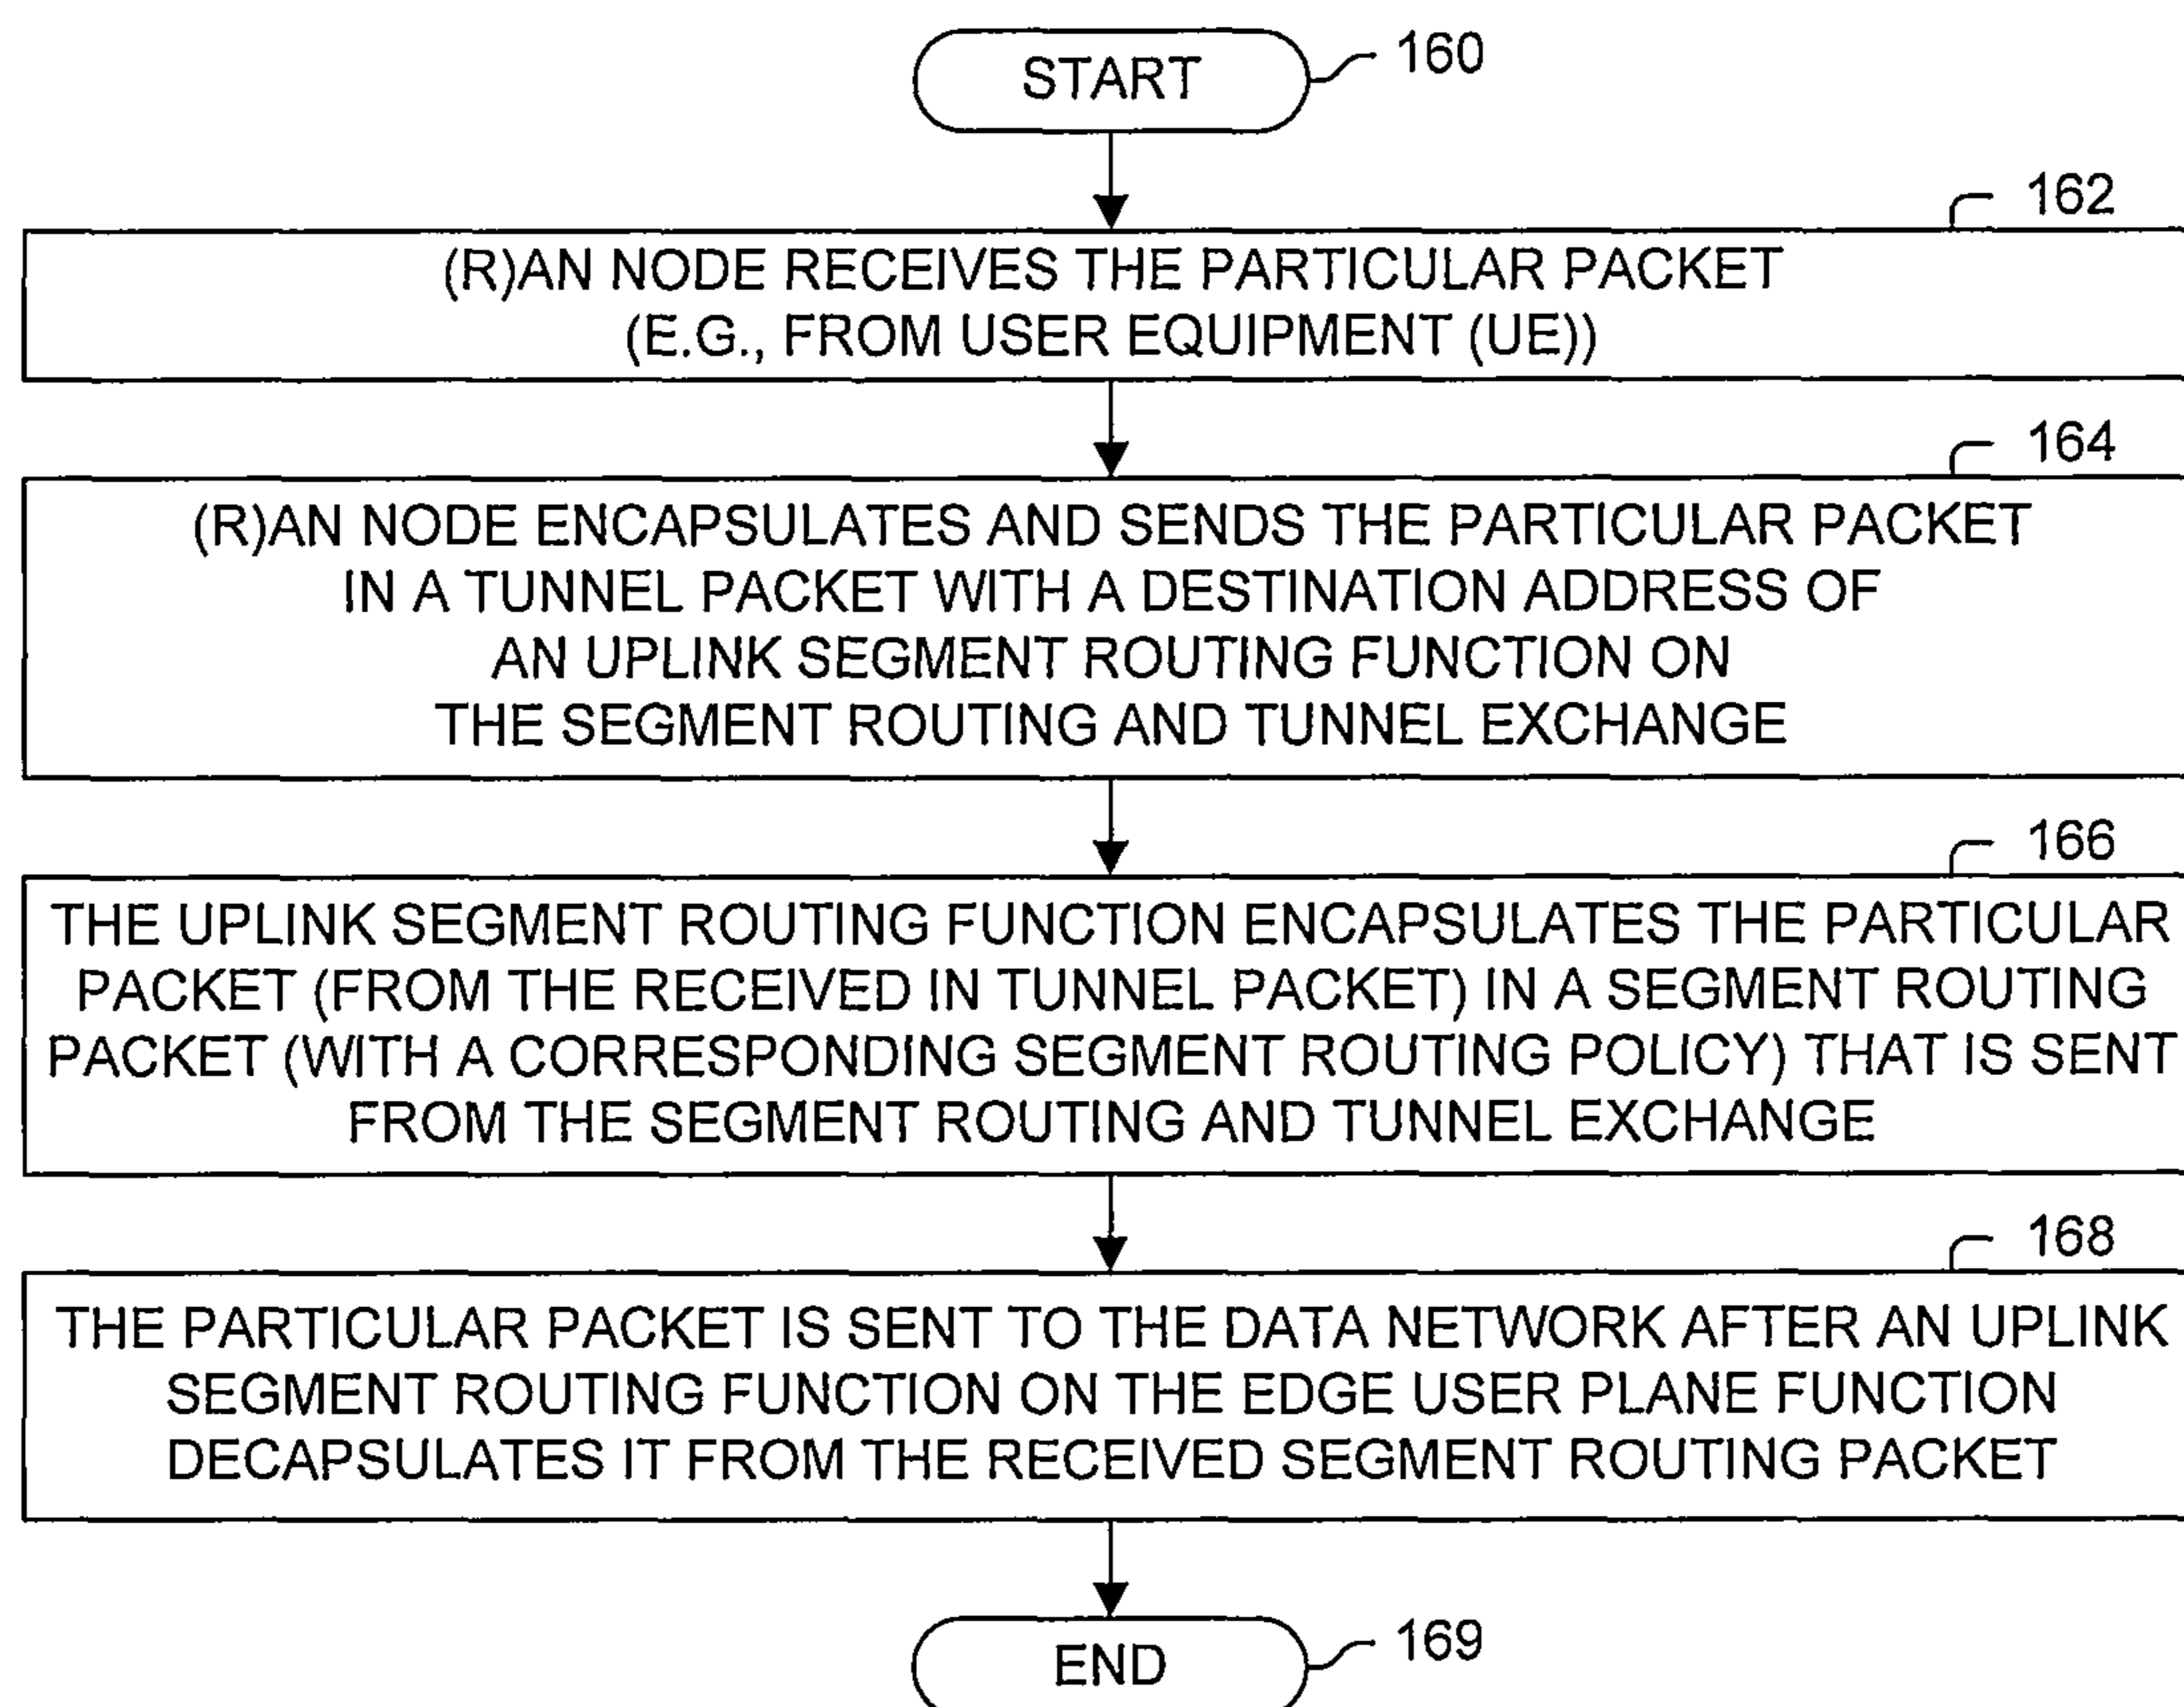 START
160
162
(R)AN NODE RECEIVES THE PARTICULAR PACKET
(E.G., FROM USER EQUIPMENT (UE))
164
(R)AN NODE ENCAPSULATES AND SENDS THE PARTICULAR PACKET
IN A TUNNEL PACKET WITH A DESTINATION ADDRESS OF
AN UPLINK SEGMENT ROUTING FUNCTION ON
THE SEGMENT ROUTING AND TUNNEL EXCHANGE
166
THE UPLINK SEGMENT ROUTING FUNCTION ENCAPSULATES THE PARTICULAR
PACKET (FROM THE RECEIVED IN TUNNEL PACKET) IN A SEGMENT ROUTING
PACKET (WITH A CORRESPONDING SEGMENT ROUTING POLICY) THAT IS SENT
FROM THE SEGMENT ROUTING AND TUNNEL EXCHANGE
168
THE PARTICULAR PACKET IS SENT TO THE DATA NETWORK AFTER AN UPLINK
SEGMENT ROUTING FUNCTION ON THE EDGE USER PLANE FUNCTION
DECAPSULATES IT FROM THE RECEIVED SEGMENT ROUTING PACKET
END
169